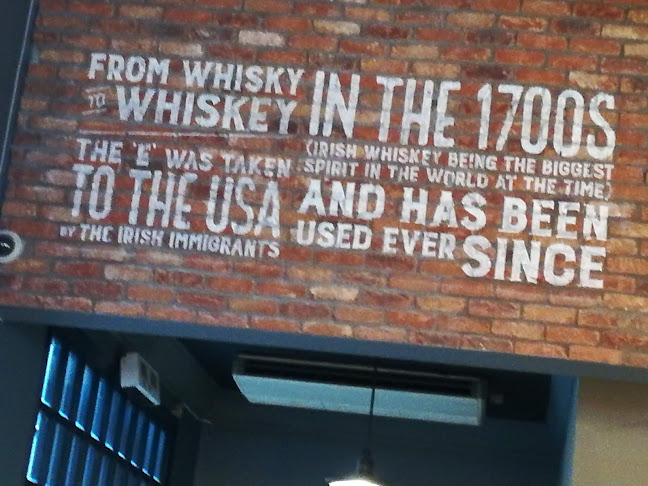 FROM WHISKY
TO WHISKEY
THE 'E' WAS TAKEN
TO THE USA
BY THE IRISH IMMIGRANTS
IN THE 1700S
(IRISH WHISKEY BEING THE BIGGEST
SPIRIT IN THE WORLD AT THE TIME)
AND HAS BEEN
USED EVER SINCE